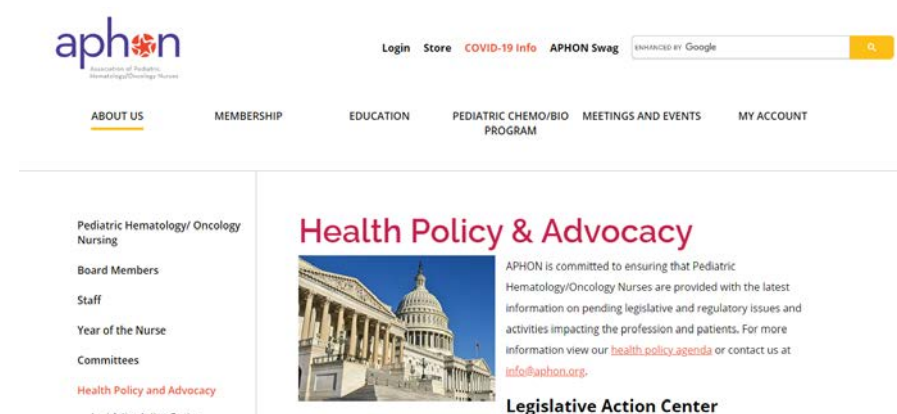 aphon
Association of Pediatric
Hematology/Oncology Nurses
Login Store COVID-19 Info APHON Swag ENHANCED BY Google
ABOUT US MEMBERSHIP EDUCATION PEDIATRIC CHEMO/BIO MEETINGS AND EVENTS MY ACCOUNT
PROGRAM
Pediatric Hematology/ Oncology
Nursing
Board Members
Staff
Year of the Nurse
Committees
Health Policy and Advocacy
Health Policy & Advocacy
APHON is committed to ensuring that Pediatric
Hematology/Oncology Nurses are provided with the latest
information on pending legislative and regulatory issues and
activities impacting the profession and patients. For more
information view our health policy agenda or contact us at
info@aphon.org.
Legislative Action Center